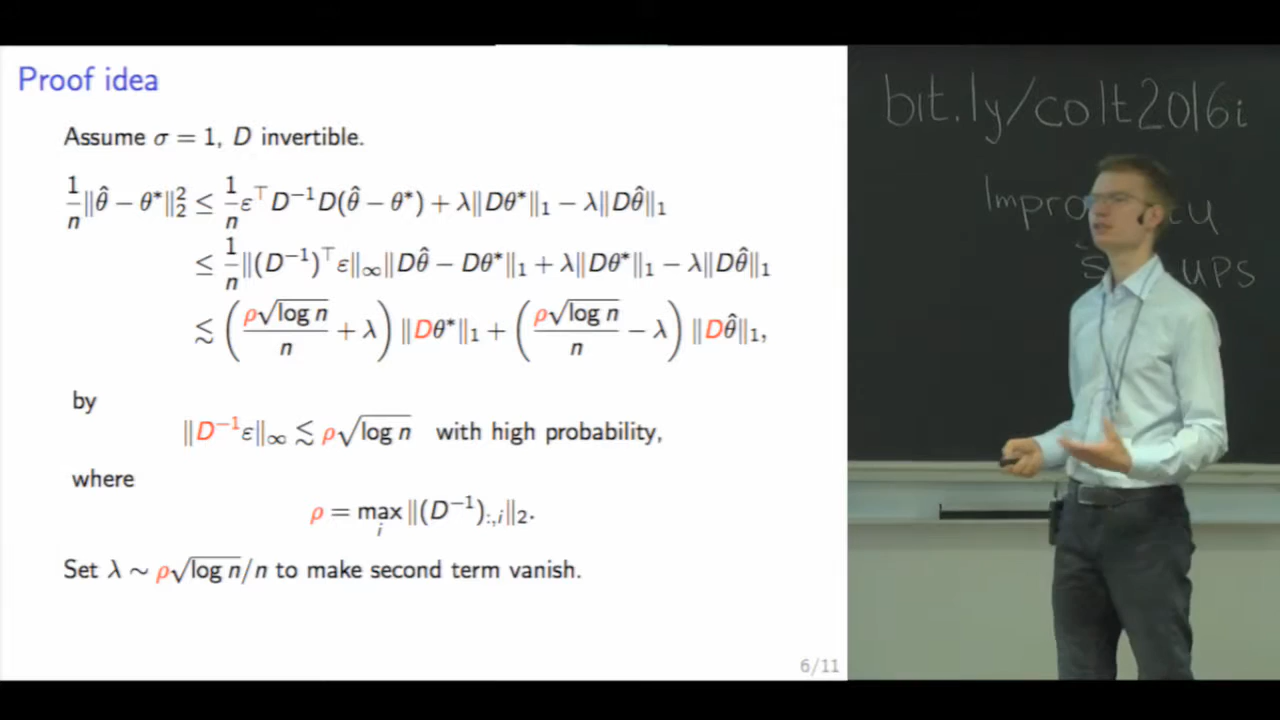 Proof idea
Assume σ = 1, D invertible.
1/n ‖θ̂ − θ*‖₂² ≤ 1/n ε⊤D⁻¹D(θ̂ − θ*) + λ‖Dθ*‖₁ − λ‖Dθ̂‖₁
≤ 1/n ‖(D⁻¹)⊤ε‖∞‖Dθ̂ − Dθ*‖₁ + λ‖Dθ*‖₁ − λ‖Dθ̂‖₁
≲ (ρ√log n/n + λ) ‖Dθ*‖₁ + (ρ√log n/n − λ) ‖Dθ̂‖₁,
by
‖D⁻¹ε‖∞ ≲ ρ√log n with high probability,
where
ρ = max_i ‖(D⁻¹)_{:,i}‖₂.
Set λ ∼ ρ√log n/n to make second term vanish.
6/11
bit.ly/colt2016i